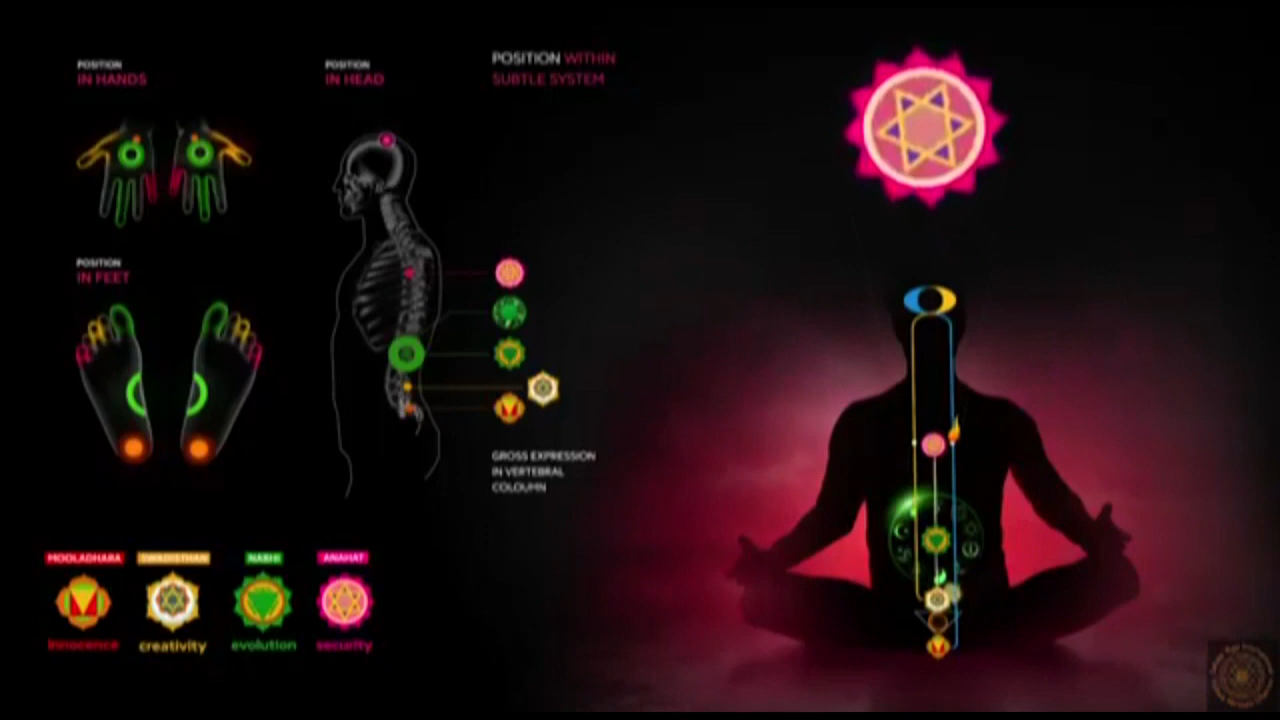 POSITION
IN HANDS
POSITION
IN HEAD
POSITION WITHIN
SUBTLE SYSTEM
POSITION
IN FEET
GROSS EXPRESSION
IN VERTEBRAL
COLOUMN
MOOLADHARA
SWADISTHAN
NABHI
ANAHAT
innocence
creativity
evolution
security